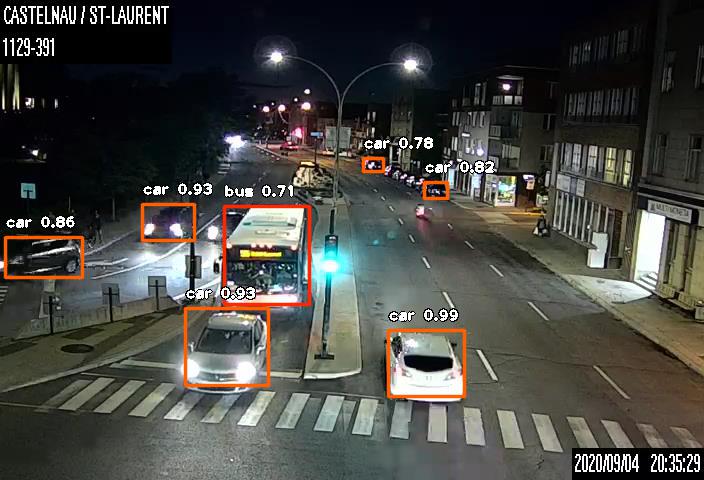 CASTELNAU / ST-LAURENT
1129-391
car 0.78
car 0.82
car 0.93
bus 0.71
car 0.86
car 0.93
car 0.99
2020/09/04 20:35:29